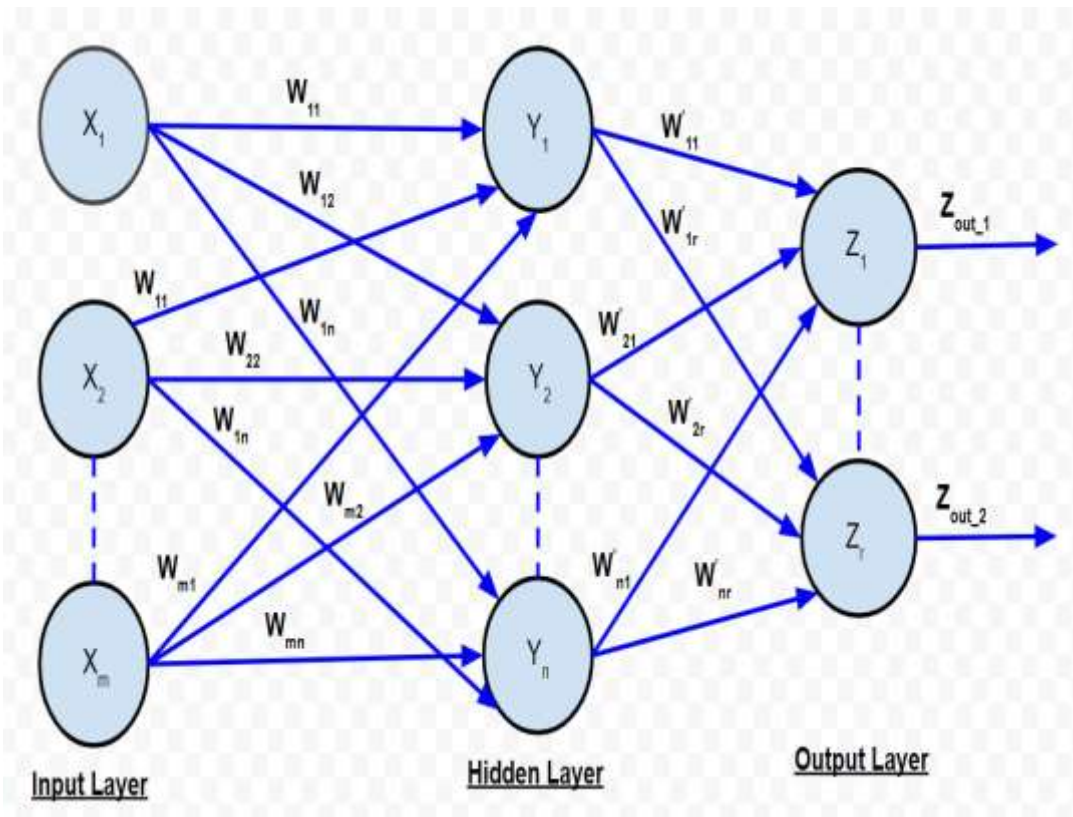 X1
W11
Y1
W'11
W12
W'1r
Z1
Zout_1
W11
W1n
W'21
X2
W22
Y2
W1n
W'2r
Wm2
Zr
Zout_2
Wm1
W'n1
W'nr
Xm
Wmn
Yn
Input Layer
Hidden Layer
Output Layer